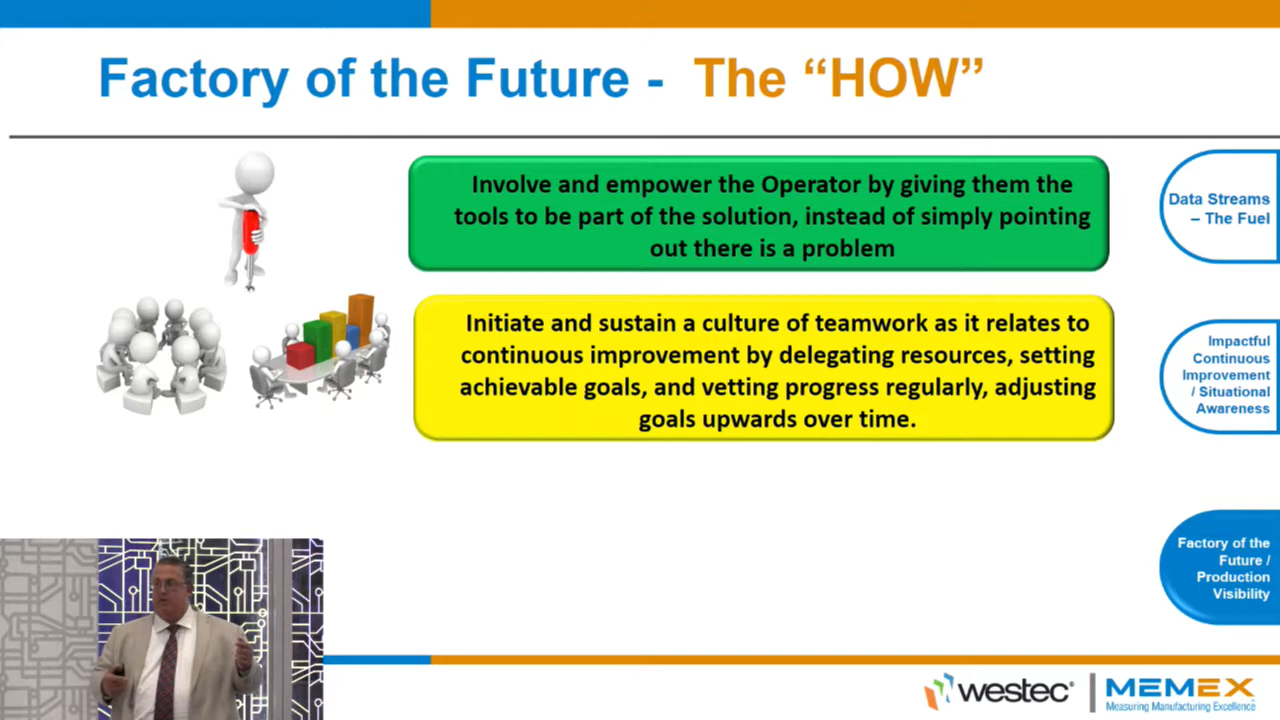 Factory of the Future - The “HOW”
Involve and empower the Operator by giving them the
tools to be part of the solution, instead of simply pointing
out there is a problem
Initiate and sustain a culture of teamwork as it relates to
continuous improvement by delegating resources, setting
achievable goals, and vetting progress regularly, adjusting
goals upwards over time.
Data Streams
– The Fuel
Impactful
Continuous
Improvement
/ Situational
Awareness
Factory of the
Future /
Production
Visibility
westec®
MEMEX
Measuring Manufacturing Excellence